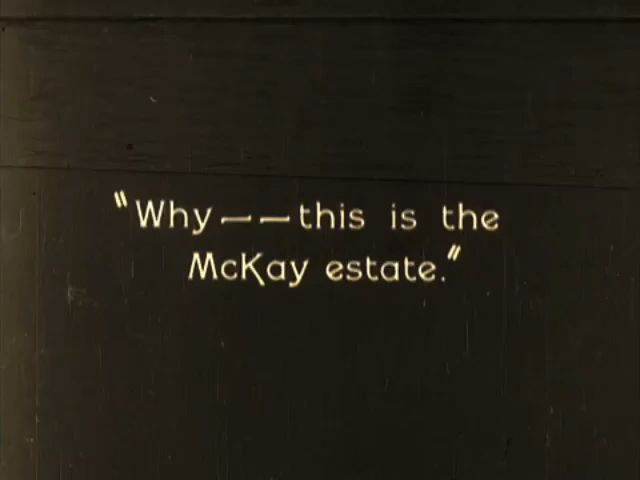 "Why — — this is the
McKay estate."